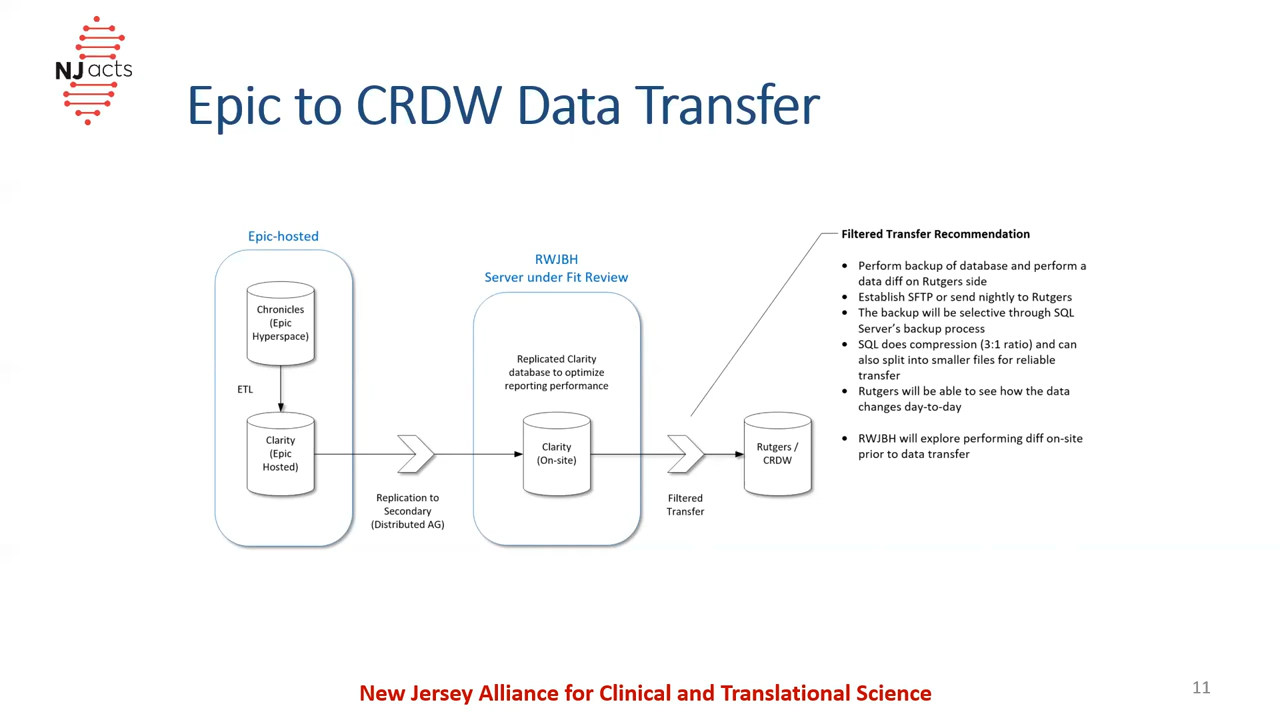 NJ acts
Epic to CRDW Data Transfer
Epic-hosted
Chronicles
(Epic
Hyperspace)
ETL
Clarity
(Epic
Hosted)
Replication to
Secondary
(Distributed AG)
RWJBH
Server under Fit Review
Replicated Clarity
database to optimize
reporting performance
Clarity
(On-site)
Filtered
Transfer
Rutgers /
CRDW
Filtered Transfer Recommendation
• Perform backup of database and perform a
data diff on Rutgers side
• Establish SFTP or send nightly to Rutgers
• The backup will be selective through SQL
Server's backup process
• SQL does compression (3:1 ratio) and can
also split into smaller files for reliable
transfer
• Rutgers will be able to see how the data
changes day-to-day
• RWJBH will explore performing diff on-site
prior to data transfer
New Jersey Alliance for Clinical and Translational Science
11